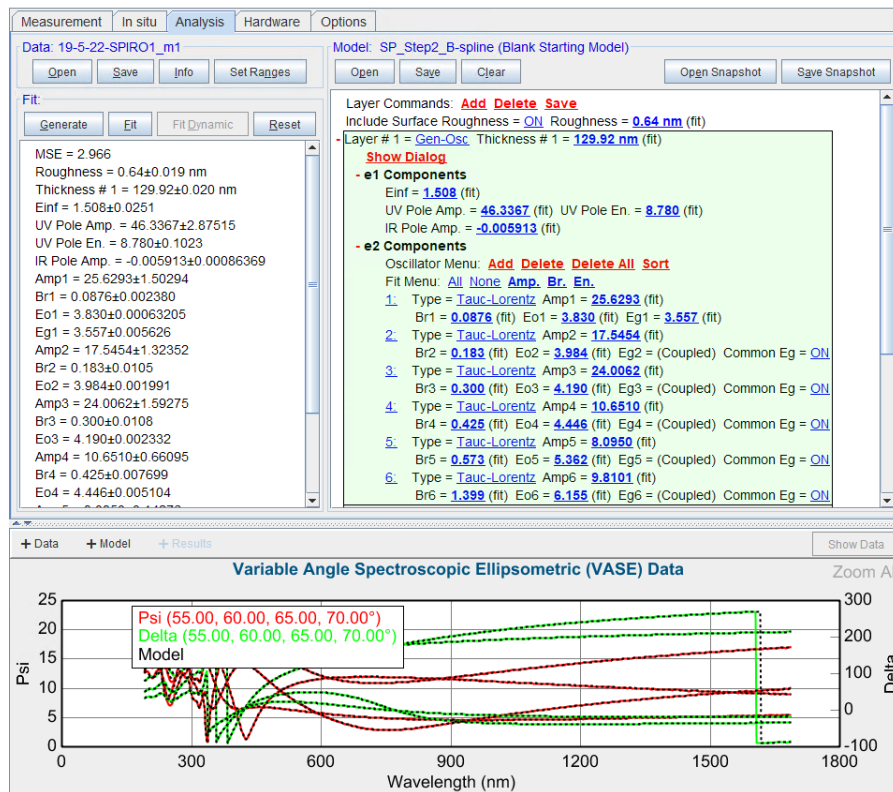 Measurement In situ Analysis Hardware Options
Data: 19-5-22-SPIRO1_m1
Open Save Info Set Ranges
Fit:
Generate Fit Fit Dynamic Reset
MSE = 2.966
Roughness = 0.64±0.019 nm
Thickness # 1 = 129.92±0.020 nm
Einf = 1.508±0.0251
UV Pole Amp. = 46.3367±2.87515
UV Pole En. = 8.780±0.1023
IR Pole Amp. = -0.005913±0.00086369
Amp1 = 25.6293±1.50294
Br1 = 0.0876±0.002380
Eo1 = 3.830±0.00063205
Eg1 = 3.557±0.005626
Amp2 = 17.5454±1.32352
Br2 = 0.183±0.0105
Eo2 = 3.984±0.001991
Amp3 = 24.0062±1.59275
Br3 = 0.300±0.0108
Eo3 = 4.190±0.002332
Amp4 = 10.6510±0.66095
Br4 = 0.425±0.007699
Eo4 = 4.446±0.005104
Model: SP_Step2_B-spline (Blank Starting Model)
Open Save Clear Open Snapshot Save Snapshot
Layer Commands: Add Delete Save
Include Surface Roughness = ON Roughness = 0.64 nm (fit)
- Layer # 1 = Gen-Osc Thickness # 1 = 129.92 nm (fit)
Show Dialog
- e1 Components
Einf = 1.508 (fit)
UV Pole Amp. = 46.3367 (fit) UV Pole En. = 8.780 (fit)
IR Pole Amp. = -0.005913 (fit)
- e2 Components
Oscillator Menu: Add Delete Delete All Sort
Fit Menu: All None Amp. Br. En.
1: Type = Tauc-Lorentz Amp1 = 25.6293 (fit)
Br1 = 0.0876 (fit) Eo1 = 3.830 (fit) Eg1 = 3.557 (fit)
2: Type = Tauc-Lorentz Amp2 = 17.5454 (fit)
Br2 = 0.183 (fit) Eo2 = 3.984 (fit) Eg2 = (Coupled) Common Eg = ON
3: Type = Tauc-Lorentz Amp3 = 24.0062 (fit)
Br3 = 0.300 (fit) Eo3 = 4.190 (fit) Eg3 = (Coupled) Common Eg = ON
4: Type = Tauc-Lorentz Amp4 = 10.6510 (fit)
Br4 = 0.425 (fit) Eo4 = 4.446 (fit) Eg4 = (Coupled) Common Eg = ON
5: Type = Tauc-Lorentz Amp5 = 8.0950 (fit)
Br5 = 0.573 (fit) Eo5 = 5.362 (fit) Eg5 = (Coupled) Common Eg = ON
6: Type = Tauc-Lorentz Amp6 = 9.8101 (fit)
Br6 = 1.399 (fit) Eo6 = 6.155 (fit) Eg6 = (Coupled) Common Eg = ON
+ Data + Model + Results Show Data
Variable Angle Spectroscopic Ellipsometric (VASE) Data
Zoom Al
Psi (55.00, 60.00, 65.00, 70.00°)
Delta (55.00, 60.00, 65.00, 70.00°)
Model
Psi
25
20
15
10
5
0
300
200
100
0
-100
Delta
0 300 600 900 1200 1500 1800
Wavelength (nm)